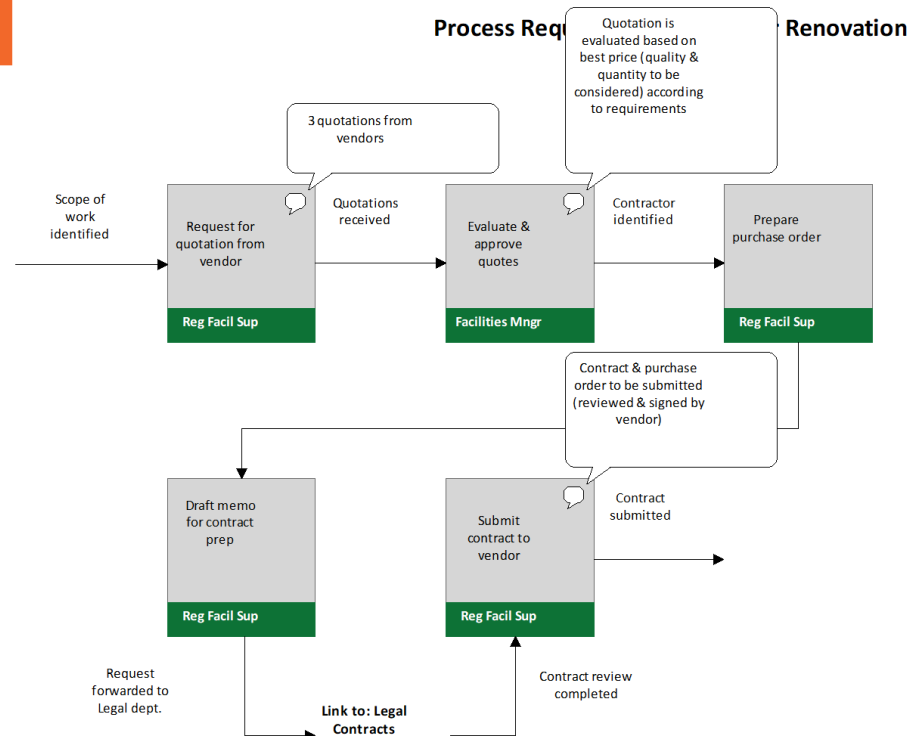 Process Requ
r Renovation
Quotation is
evaluated based on
best price (quality &
quantity to be
considered) according
to requirements
3 quotations from
vendors
Scope of
work
identified
Request for
quotation from
vendor
Reg Facil Sup
Quotations
received
Evaluate &
approve
quotes
Facilities Mngr
Contractor
identified
Prepare
purchase order
Reg Facil Sup
Contract & purchase
order to be submitted
(reviewed & signed by
vendor)
Draft memo
for contract
prep
Reg Facil Sup
Submit
contract to
vendor
Reg Facil Sup
Contract
submitted
Request
forwarded to
Legal dept.
Link to: Legal
Contracts
Contract review
completed